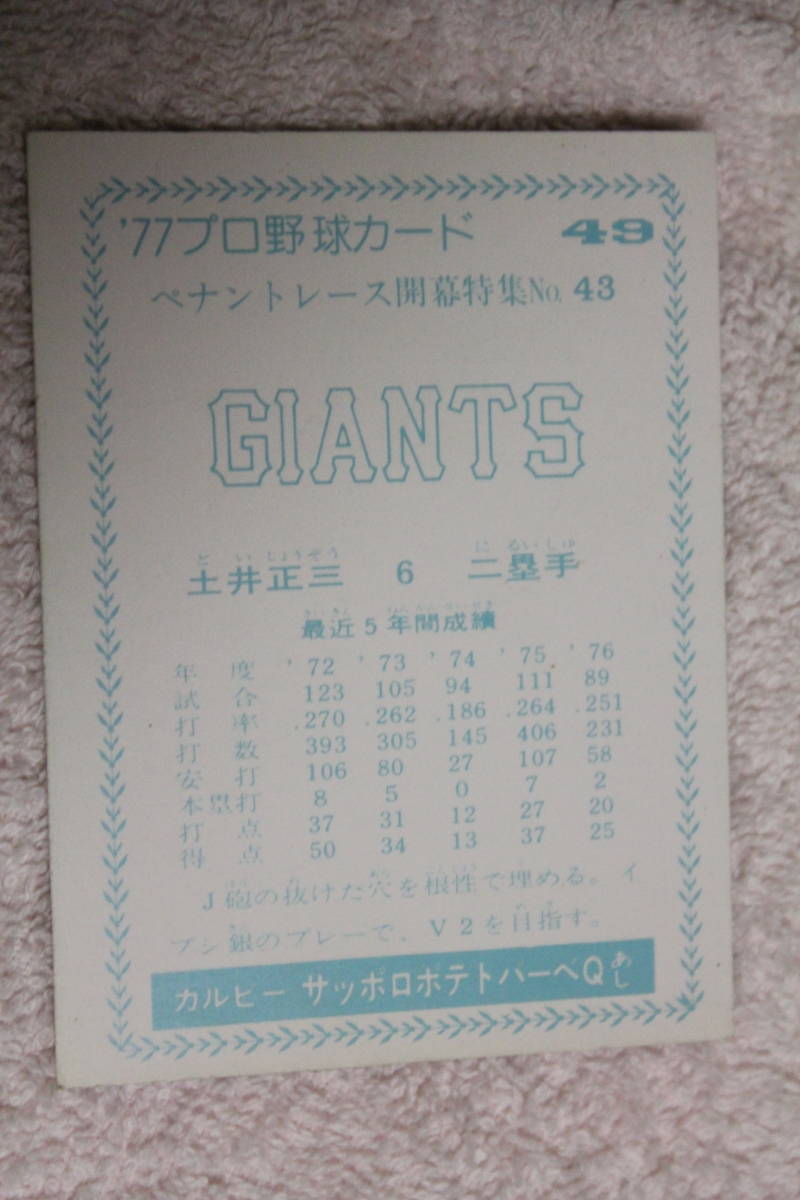 '77プロ野球カード 49
ペナントレース開幕特集No. 43
GIANTS
どいしょうぞう にるいしゅ
土井正三 6 二塁手
最近5年間成績
年度 '72 '73 '74 '75 '76
試合 123 105 94 111 89
打率 .270 .262 .186 .264 .251
打数 393 305 145 406 231
安打 106 80 27 107 58
本塁打 8 5 0 7 2
打点 37 31 12 27 20
得点 50 34 13 37 25
J砲の抜けた穴を根性で埋める。イ
ブシ銀のプレーで、V2を目指す。
カルビー サッポロポテトバーベQあじ